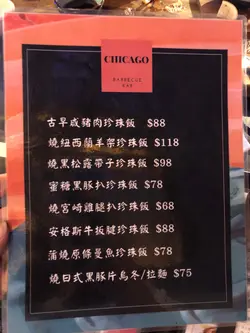 CHICAGO
BARBECUE
BAR
古早咸豬肉珍珠飯 $88
燒紐西蘭羊架珍珠飯 $118
燒黑松露帶子珍珠飯 $98
蜜糖黑豚扒珍珠飯 $78
燒宮崎雞腿扒珍珠飯 $68
安格斯牛板腱珍珠飯 $88
蒲燒原條蔓魚珍珠飯 $78
燒日式黑豚片烏冬/拉麵 $75